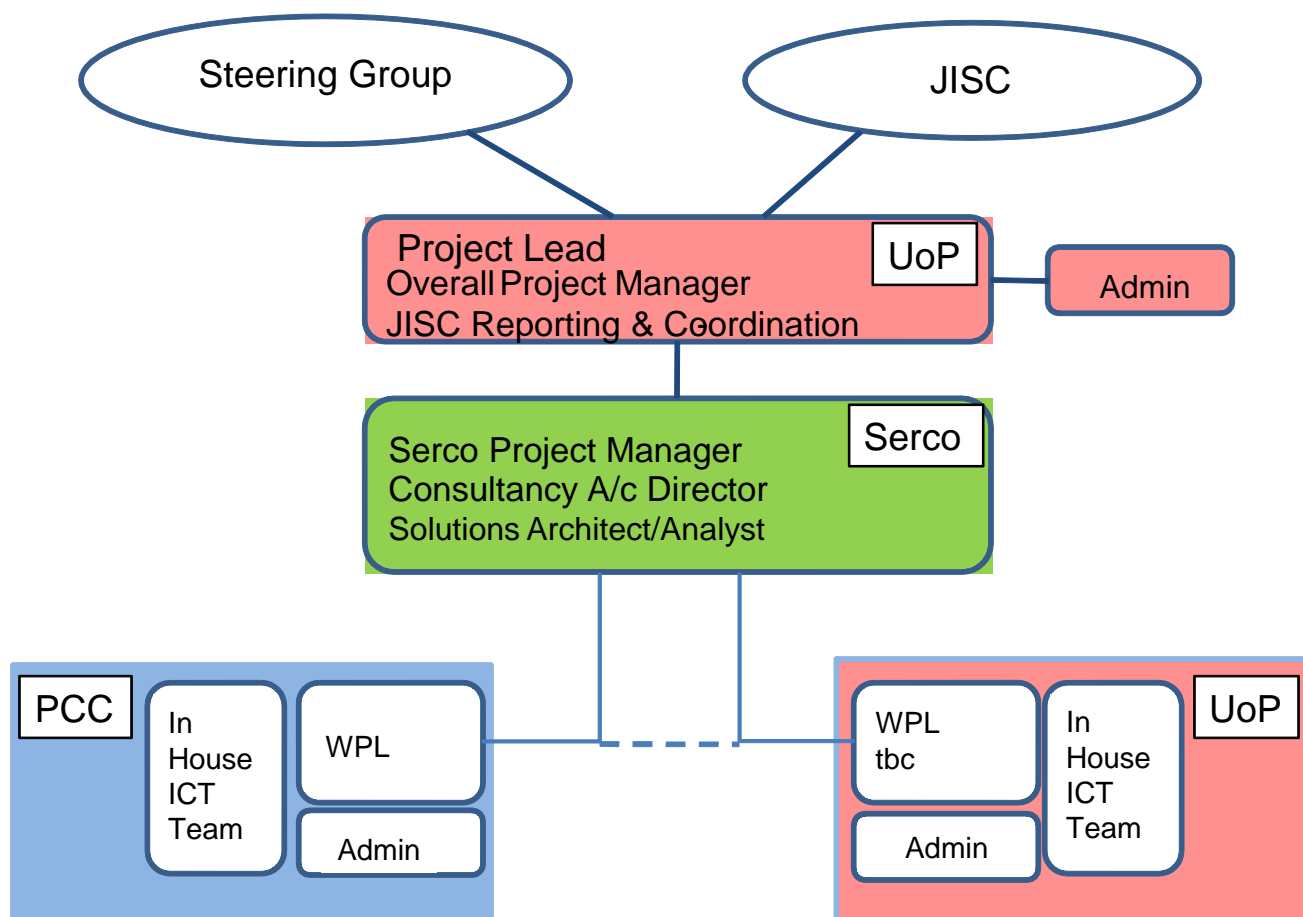 Steering Group
JISC
Project Lead
UoP
Overall Project Manager
JISC Reporting & Coordination
Admin
Serco
Serco Project Manager
Consultancy A/c Director
Solutions Architect/Analyst
PCC
In
House
ICT
Team
WPL
Admin
WPL
tbc
Admin
In
House
ICT
Team
UoP